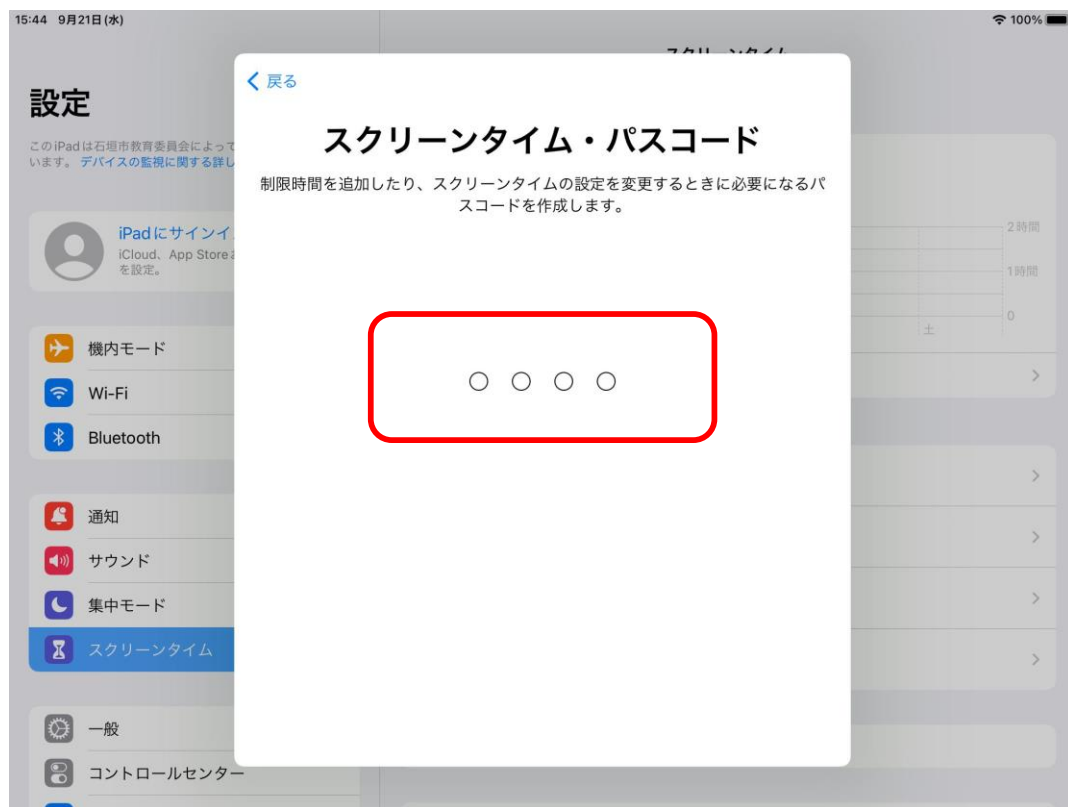 15:44 9月21日(水)
100%
設定
このiPadは石垣市教育委員会によって
います。デバイスの監視に関する詳し
iPadにサインイ
iCloud、App Store
を設定。
機内モード
Wi-Fi
Bluetooth
通知
サウンド
集中モード
スクリーンタイム
一般
コントロールセンター
スクリーンタイム
戻る
スクリーンタイム・パスコード
制限時間を追加したり、スクリーンタイムの設定を変更するときに必要になるパ
スコードを作成します。
2時間
1時間
0
土